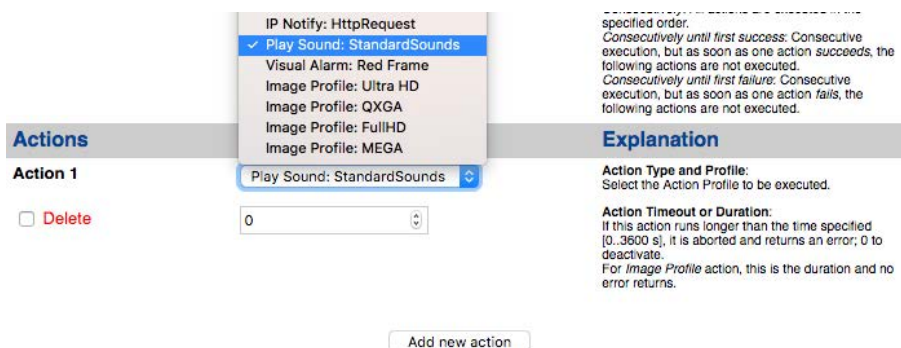 IP Notify: HttpRequest
✓ Play Sound: StandardSounds
Visual Alarm: Red Frame
Image Profile: Ultra HD
Image Profile: QXGA
Image Profile: FullHD
Image Profile: MEGA
specified order.
Consecutively until first success: Consecutive
execution, but as soon as one action succeeds, the
following actions are not executed.
Consecutively until first failure: Consecutive
execution, but as soon as one action fails, the
following actions are not executed.
Actions
Explanation
Action 1
Play Sound: StandardSounds
Action Type and Profile:
Select the Action Profile to be executed.
Delete
0
Action Timeout or Duration:
If this action runs longer than the time specified
[0..3600 s], it is aborted and returns an error; 0 to
deactivate.
For Image Profile action, this is the duration and no
error returns.
Add new action